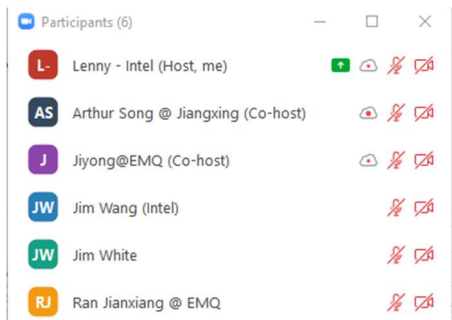 Participants (6)
L- Lenny - Intel (Host, me)
AS Arthur Song @ Jiangxing (Co-host)
J Jiyong@EMQ (Co-host)
JW Jim Wang (Intel)
JW Jim White
RJ Ran Jianxiang @ EMQ